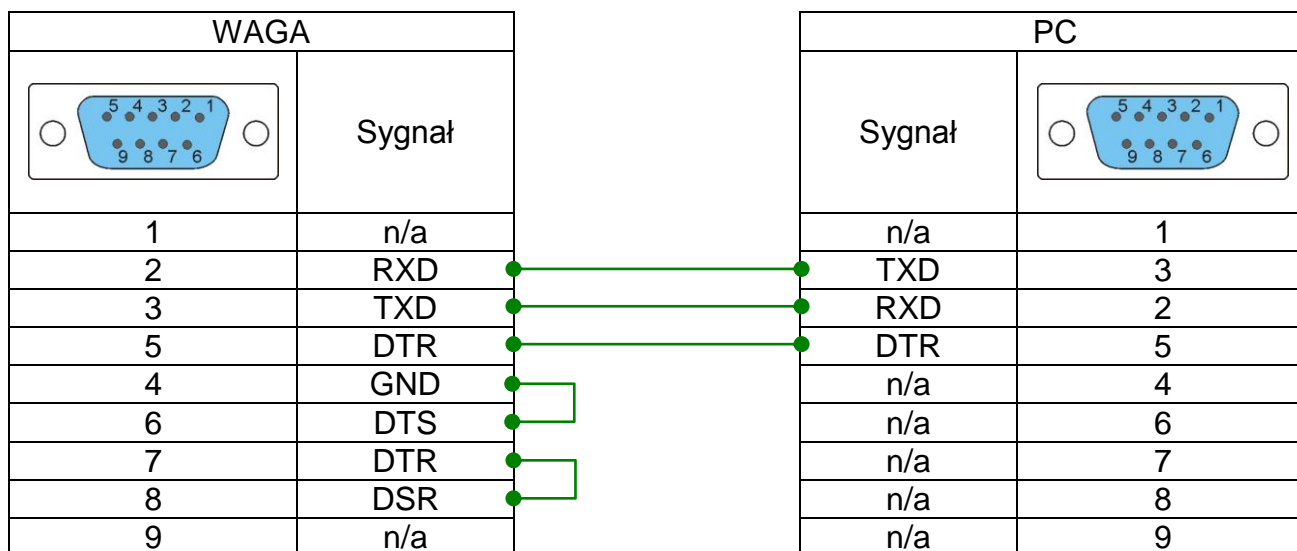 WAGA PC
5 4 3 2 1
9 8 7 6
Sygnał Sygnał
5 4 3 2 1
9 8 7 6
1 n/a n/a 1
2 RXD TXD 3
3 TXD RXD 2
5 DTR DTR 5
4 GND n/a 4
6 DTS n/a 6
7 DTR n/a 7
8 DSR n/a 8
9 n/a n/a 9